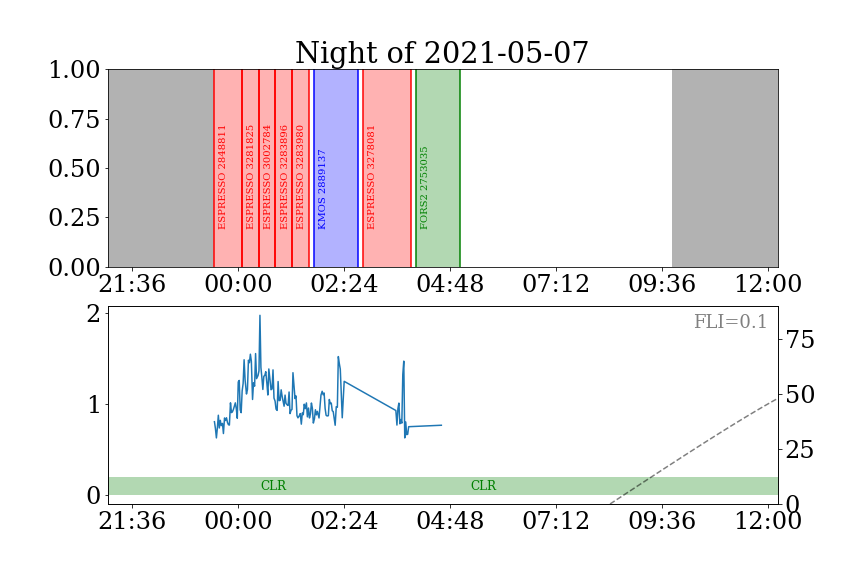 Night of 2021-05-07
1.00
0.75
0.50
0.25
0.00
ESPRESSO 2848811
ESPRESSO 3281825
ESPRESSO 3002784
ESPRESSO 3283896
ESPRESSO 3283980
KMOS 2889137
ESPRESSO 3278081
FORS2 2753035
21:36 00:00 02:24 04:48 07:12 09:36 12:00
FLI=0.1
2
1
0
75
50
25
0
CLR CLR
21:36 00:00 02:24 04:48 07:12 09:36 12:00